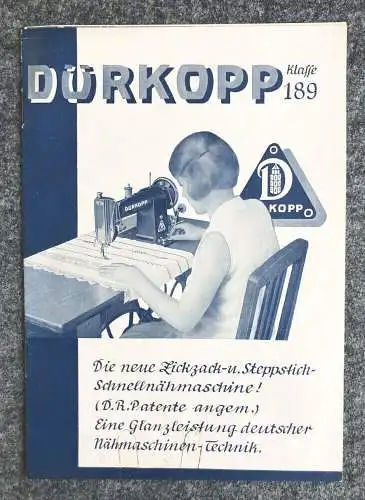 DÜRKOPP Klasse 189
DÜRKOPP
D
KOPP
Die neue Zickzack-u. Steppstich-
Schnellnähmaschine!
(D.R.Patente angem.)
Eine Glanzleistung deutscher
Nähmaschinen-Technik.